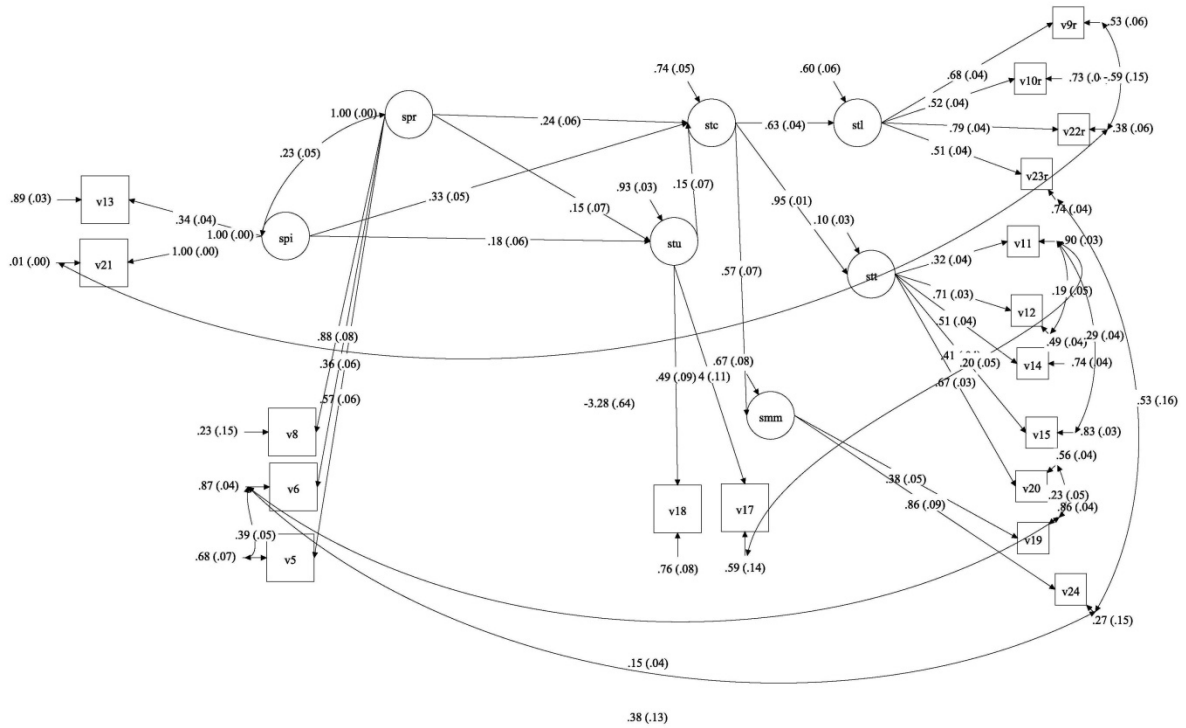 v9r
.53 (.06)
.74 (.05)
.60 (.06)
.68 (.04)
v10r
.73
-.59 (.15)
.52 (.04)
1.00 (.00)
spr
.24 (.06)
stc
.63 (.04)
stl
.79 (.04)
v22r
.38 (.06)
.23 (.05)
.51 (.04)
.15 (.07)
v23r
.89 (.03)
v13
.34 (.04)
.33 (.05)
.93 (.03)
.95 (.01)
.74 (.04)
.15 (.07)
.10 (.03)
1.00 (.00)
spi
.18 (.06)
stu
v11
.90 (.03)
.01 (.00)
v21
1.00 (.00)
.57 (.07)
stt
.32 (.04)
.19 (.05)
.71 (.03)
v12
.51 (.04)
.29 (.04)
.88 (.08)
.49 (.04)
.36 (.06)
.67 (.08)
.41
.20 (.05)
v14
.74 (.04)
.49 (.09)
4 (.11)
.67 (.03)
.57 (.06)
-3.28 (.64)
smm
.53 (.16)
.23 (.15)
v8
v15
.83 (.03)
.56 (.04)
.87 (.04)
v6
.38 (.05)
v20
.23 (.05)
v18
v17
.86 (.09)
.86 (.04)
.39 (.05)
v19
.68 (.07)
v5
.76 (.08)
.59 (.14)
v24
.27 (.15)
.15 (.04)
.38 (.13)